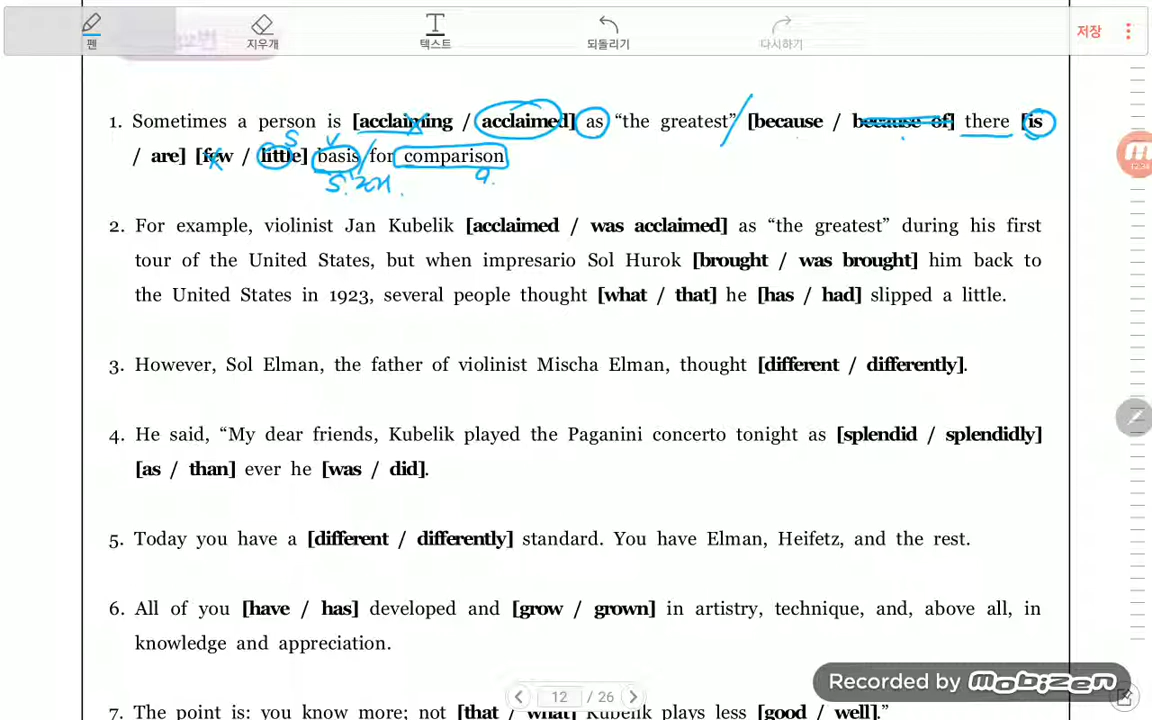 펜 지우개 텍스트 되돌리기 다시하기 저장
1. Sometimes a person is [acclaiming / acclaimed] as “the greatest” [because / because of] there [is
/ are] [few / little] basis for comparison
2. For example, violinist Jan Kubelik [acclaimed / was acclaimed] as “the greatest” during his first
tour of the United States, but when impresario Sol Hurok [brought / was brought] him back to
the United States in 1923, several people thought [what / that] he [has / had] slipped a little.
3. However, Sol Elman, the father of violinist Mischa Elman, thought [different / differently].
4. He said, “My dear friends, Kubelik played the Paganini concerto tonight as [splendid / splendidly]
[as / than] ever he [was / did].
5. Today you have a [different / differently] standard. You have Elman, Heifetz, and the rest.
6. All of you [have / has] developed and [grow / grown] in artistry, technique, and, above all, in
knowledge and appreciation.
12 / 26
Recorded by mobizen
7. The point is: you know more; not [that / what] Kubelik plays less [good / well].”